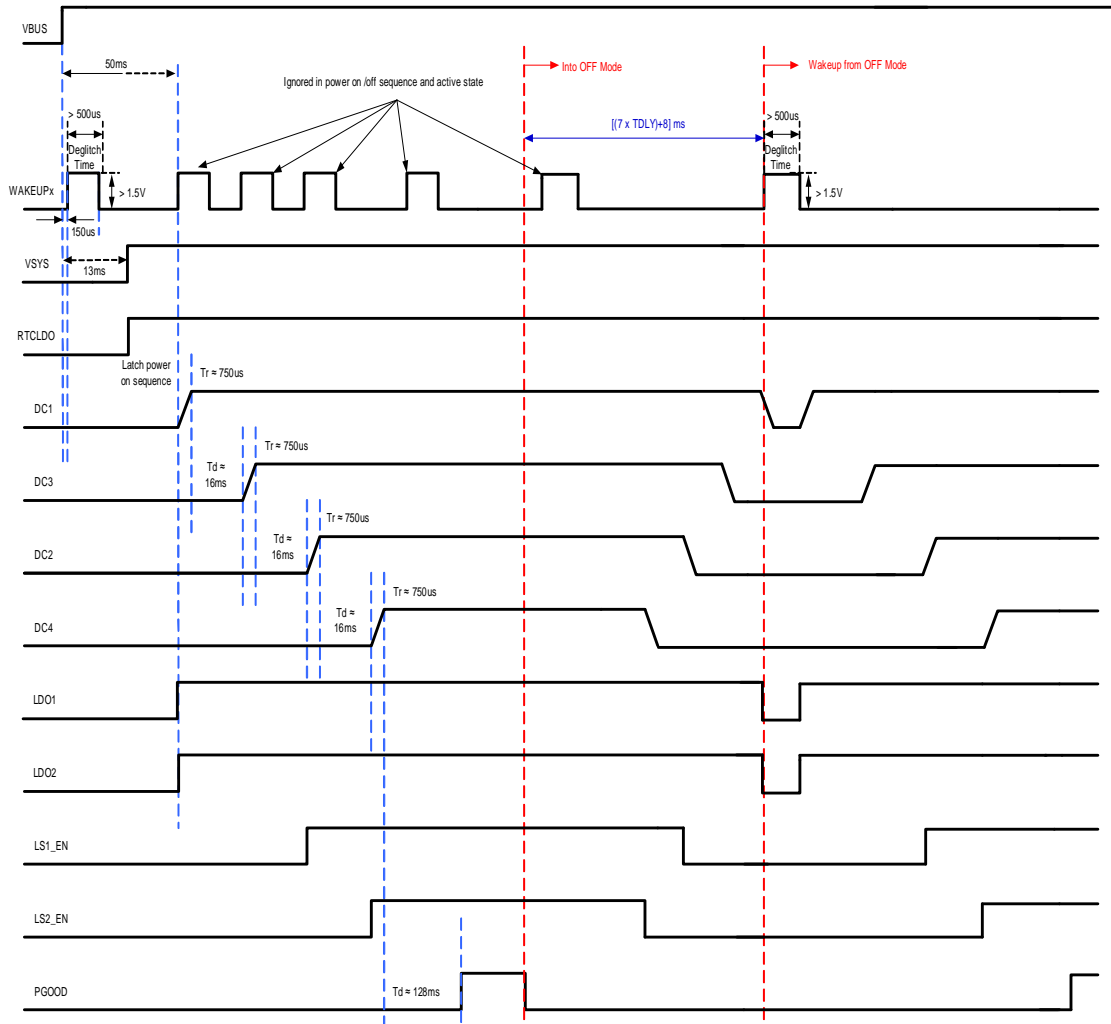 VBUS
50ms
Ignored in power on /off sequence and active state
Into OFF Mode
Wakeup from OFF Mode
> 500us
Deglitch
Time
[(7 x TDLY)+8] ms
> 500us
Deglitch
Time
WAKEUPx
> 1.5V
> 1.5V
150us
VSYS
13ms
RTCLDO
Latch power
on sequence
Tr ≈ 750us
DC1
Tr ≈ 750us
Td ≈
16ms
DC3
Tr ≈ 750us
Td ≈
16ms
DC2
Tr ≈ 750us
Td ≈
16ms
DC4
LDO1
LDO2
LS1_EN
LS2_EN
Td ≈ 128ms
PGOOD